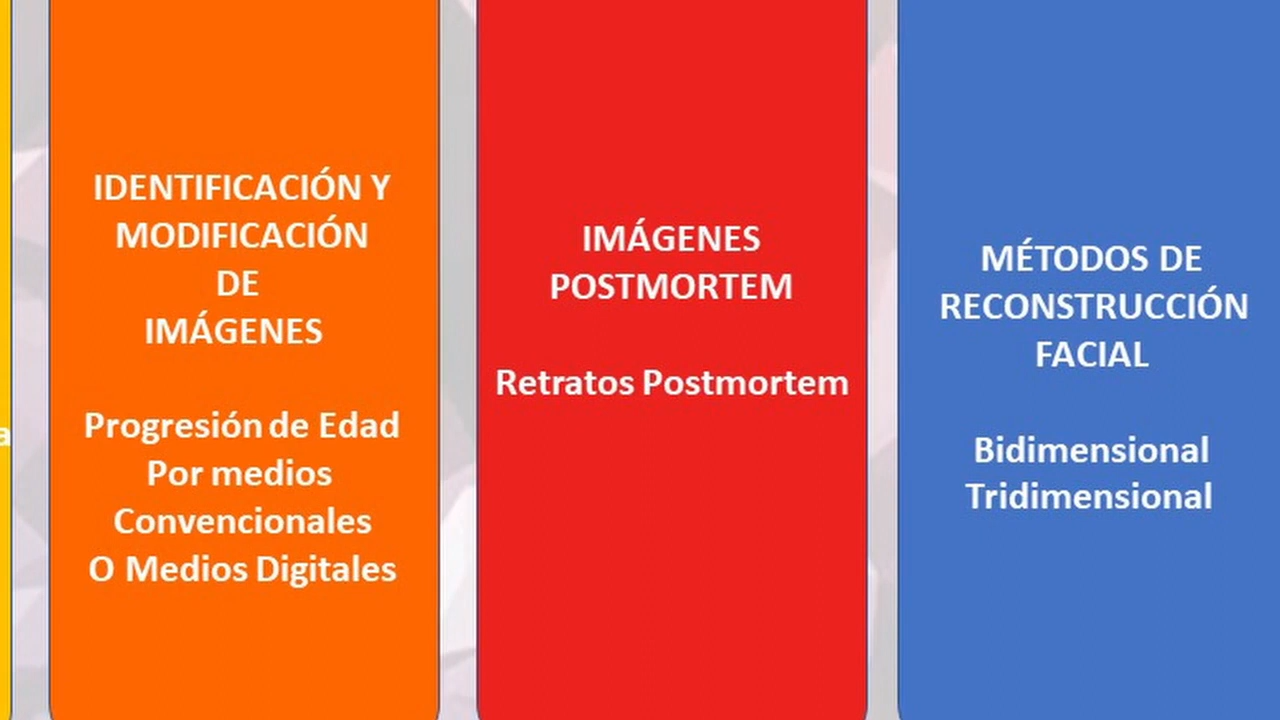 IDENTIFICACIÓN Y
MODIFICACIÓN
DE
IMÁGENES
Progresión de Edad
Por medios
Convencionales
O Medios Digitales
IMÁGENES
POSTMORTEM
Retratos Postmortem
MÉTODOS DE
RECONSTRUCCIÓN
FACIAL
Bidimensional
Tridimensional